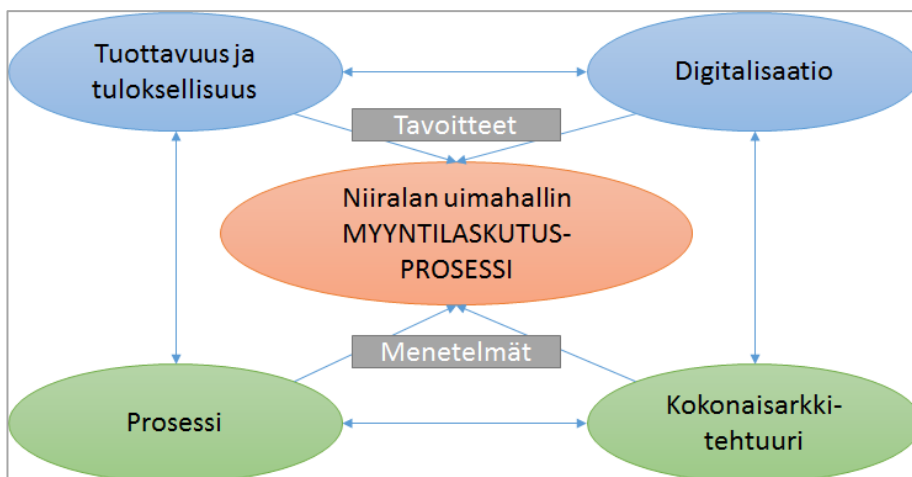 Tuottavuus ja
tuloksellisuus
Digitalisaatio
Tavoitteet
Niiralan uimahallin
MYYNTILASKUTUS-
PROSESSI
Menetelmät
Prosessi
Kokonaisarkki-
tehtuuri